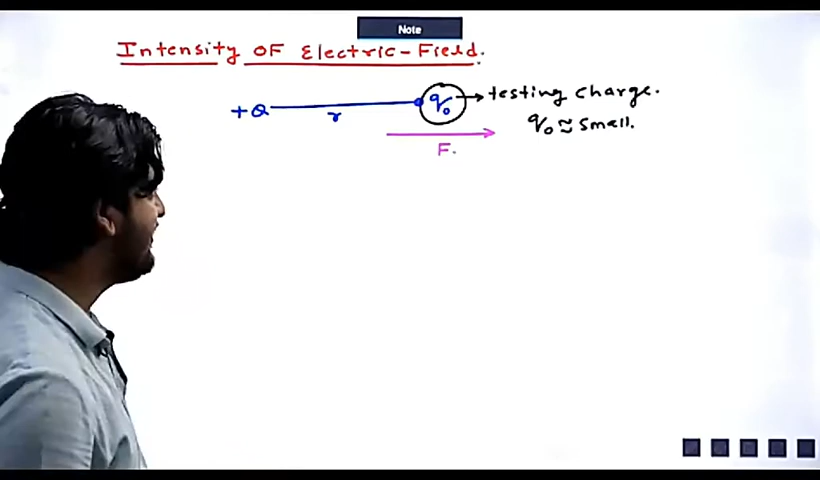 Note
Intensity OF Electric-Field.
+Q r q₀ → testing charge.
q₀ ≈ small.
F.